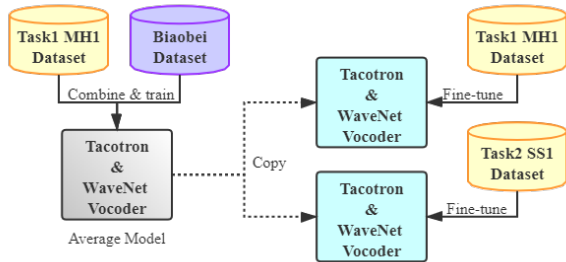 Task1 MH1
Dataset
Biaobei
Dataset
Combine & train
Tacotron
&
WaveNet
Vocoder
Average Model
Copy
Tacotron
&
WaveNet
Vocoder
Fine-tune
Task1 MH1
Dataset
Tacotron
&
WaveNet
Vocoder
Fine-tune
Task2 SS1
Dataset